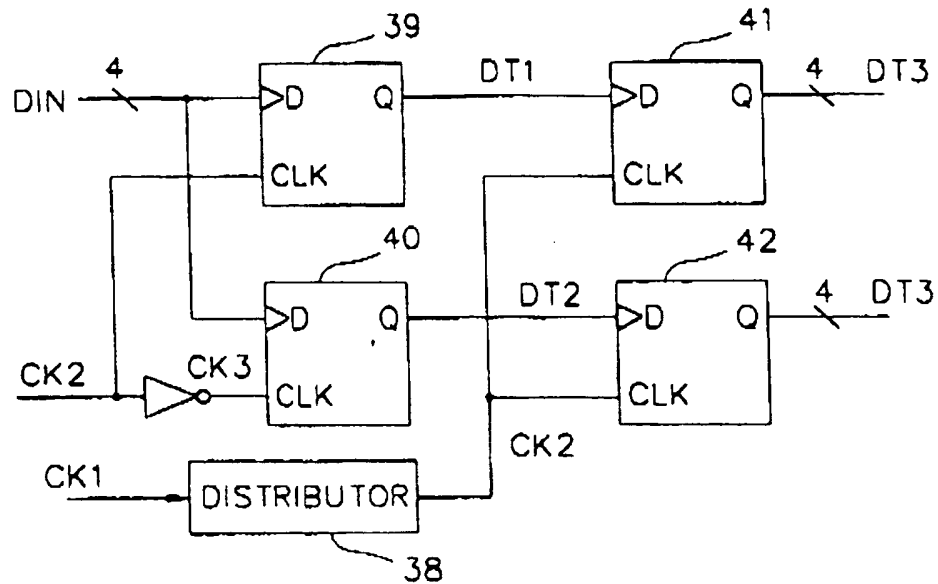 39
41
4
DIN
D
Q
DT1
D
Q
4
DT3
CLK
CLK
40
42
D
Q
DT2
D
Q
4
DT3
CK2
CK3
CLK
CLK
CK2
CK1
DISTRIBUTOR
38